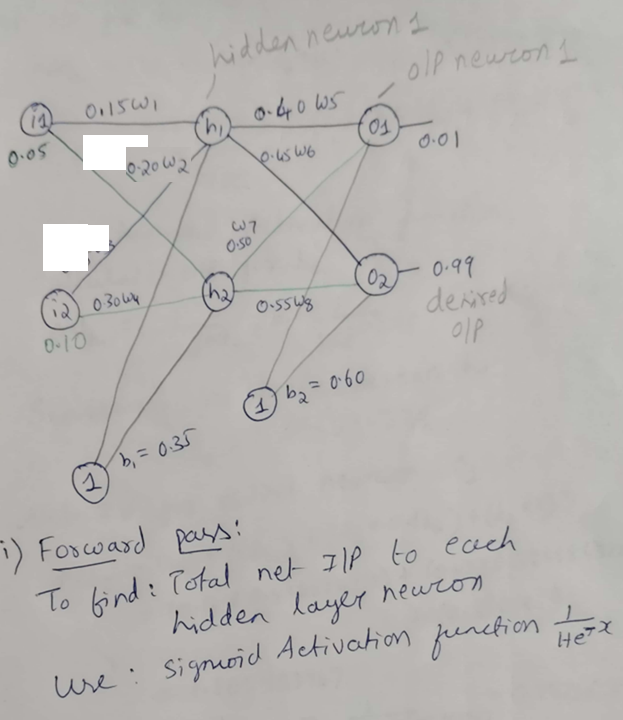 hidden neuron 1
O/P neuron 1
i1
0.15 w1
h1
0.40 w5
O1
0.01
0.05
0.20 w2
0.45 w6
w7
0.50
i2
0.30 w4
h2
0.55 w8
O2
0.99
desired
O/P
0.10
1
b2 = 0.60
1
b1 = 0.35
i) Forward pass:
To find: Total net I/P to each
hidden layer neuron
Use: Sigmoid Activation function 1/1+e^-x